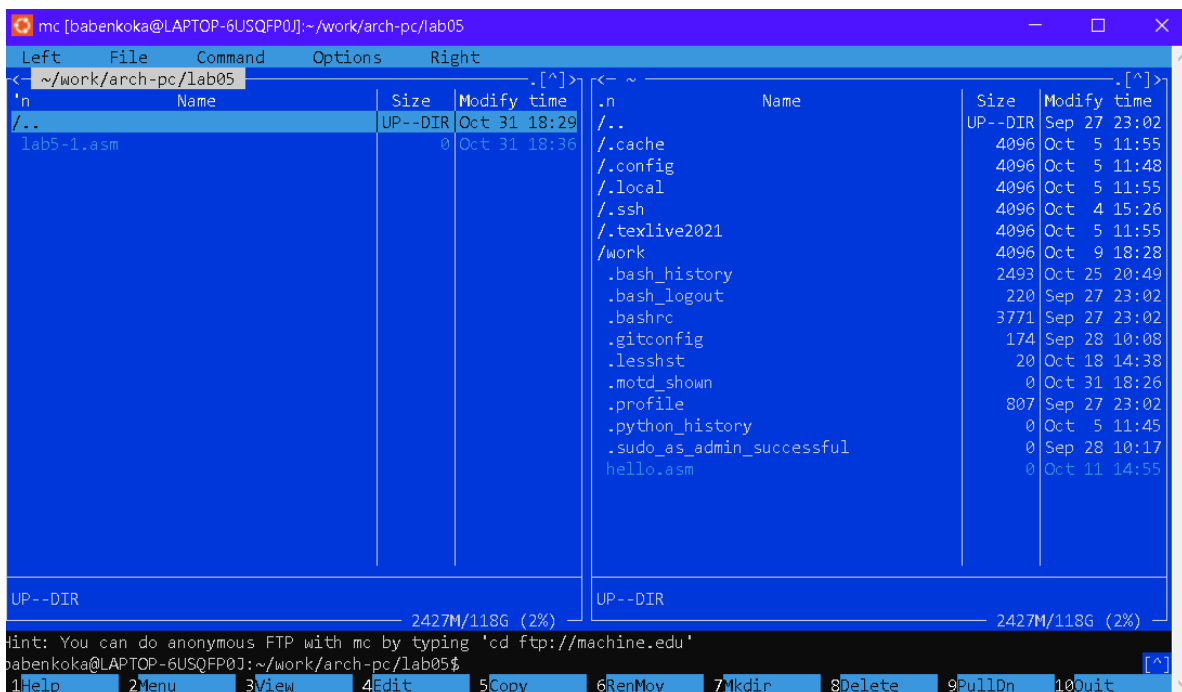 mc [babenkoka@LAPTOP-6USQFP0J]:~/work/arch-pc/lab05
Left File Command Options Right
<- ~/work/arch-pc/lab05 .[^]>
'n Name Size Modify time
/.. UP--DIR Oct 31 18:29
lab5-1.asm 0 Oct 31 18:36
UP--DIR
2427M/118G (2%)
<- ~ .[^]>
.n Name Size Modify time
/.. UP--DIR Sep 27 23:02
/.cache 4096 Oct 5 11:55
/.config 4096 Oct 5 11:48
/.local 4096 Oct 5 11:55
/.ssh 4096 Oct 4 15:26
/.texlive2021 4096 Oct 5 11:55
/work 4096 Oct 9 18:28
.bash_history 2493 Oct 25 20:49
.bash_logout 220 Sep 27 23:02
.bashrc 3771 Sep 27 23:02
.gitconfig 174 Sep 28 10:08
.lesshst 20 Oct 18 14:38
.motd_shown 0 Oct 31 18:26
.profile 807 Sep 27 23:02
.python_history 0 Oct 5 11:45
.sudo_as_admin_successful 0 Sep 28 10:17
hello.asm 0 Oct 11 14:55
UP--DIR
2427M/118G (2%)
Hint: You can do anonymous FTP with mc by typing 'cd ftp://machine.edu'
babenkoka@LAPTOP-6USQFP0J:~/work/arch-pc/lab05$ [^]
1Help 2Menu 3View 4Edit 5Copy 6RenMov 7Mkdir 8Delete 9PullDn 10Quit